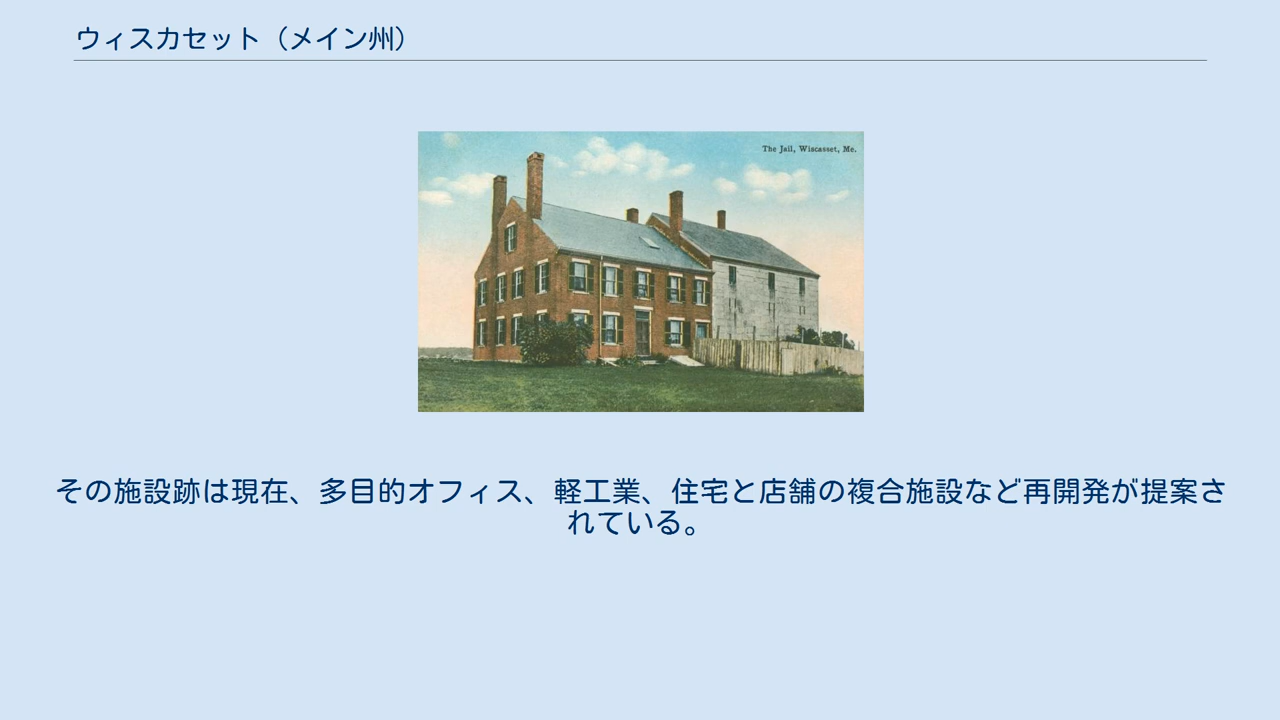 ウィスカセット（メイン州）
The Jail, Wiscasset, Me.
その施設跡は現在、多目的オフィス、軽工業、住宅と店舗の複合施設など再開発が提案さ
れている。